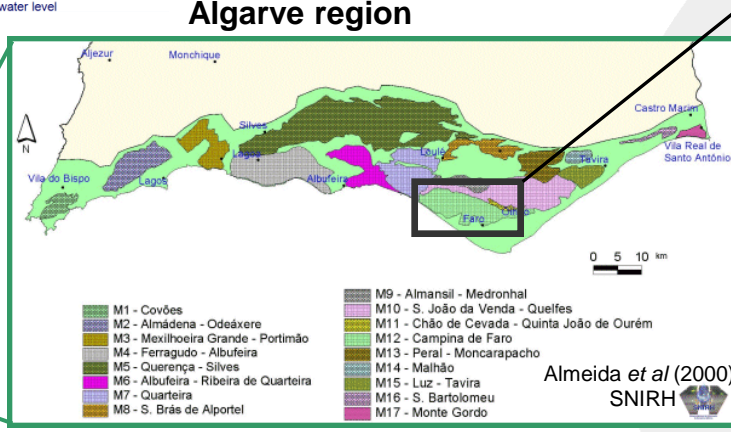 water level
Algarve region
Aljezur
Monchique
Castro Marim
Silves
Vila Real de
Santo António
Loulé
Lagoa
Tavira
Vila do Bispo
Lagos
Albufeira
Olhão
Faro
N
0 5 10 km
M1 - Covões
M2 - Almádena - Odeáxere
M3 - Mexilhoeira Grande - Portimão
M4 - Ferragudo - Albufeira
M5 - Querença - Silves
M6 - Albufeira - Ribeira de Quarteira
M7 - Quarteira
M8 - S. Brás de Alportel
M9 - Almansil - Medronhal
M10 - S. João da Venda - Quelfes
M11 - Chão de Cevada - Quinta João de Ourém
M12 - Campina de Faro
M13 - Peral - Moncarapacho
M14 - Malhão
M15 - Luz - Tavira
M16 - S. Bartolomeu
M17 - Monte Gordo
Almeida et al (2000)
SNIRH